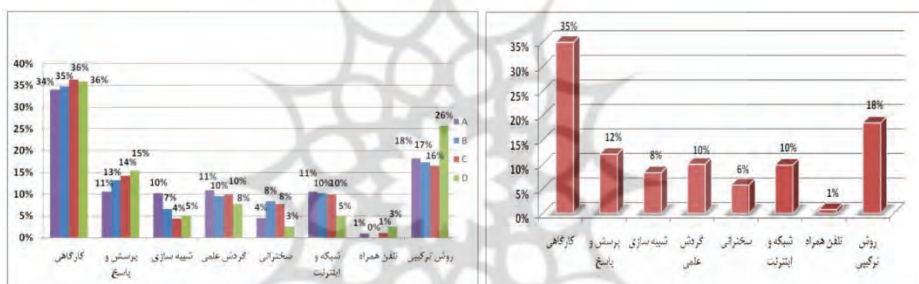 40%
35%
30%
25%
20%
15%
10%
5%
0%
34% 35% 36% 36%
11% 13% 14% 15%
10% 7% 4% 5%
11% 10% 10% 8%
4% 8% 8% 3%
11% 10% 10% 5%
1% 0% 1% 3%
18% 17% 16% 26%
A
B
C
D
کارگاهی
پرسش و
پاسخ
شبیه سازی
گردش علمی
سخنرانی
شبکه و
اینترنت
تلفن همراه
روش ترکیبی
35%
30%
25%
20%
15%
10%
5%
0%
35%
12%
8%
10%
6%
10%
1%
18%
کارگاهی
پرسش و
پاسخ
شبیه سازی
گردش
علمی
سخنرانی
شبکه و
اینترنت
تلفن همراه
روش
ترکیبی